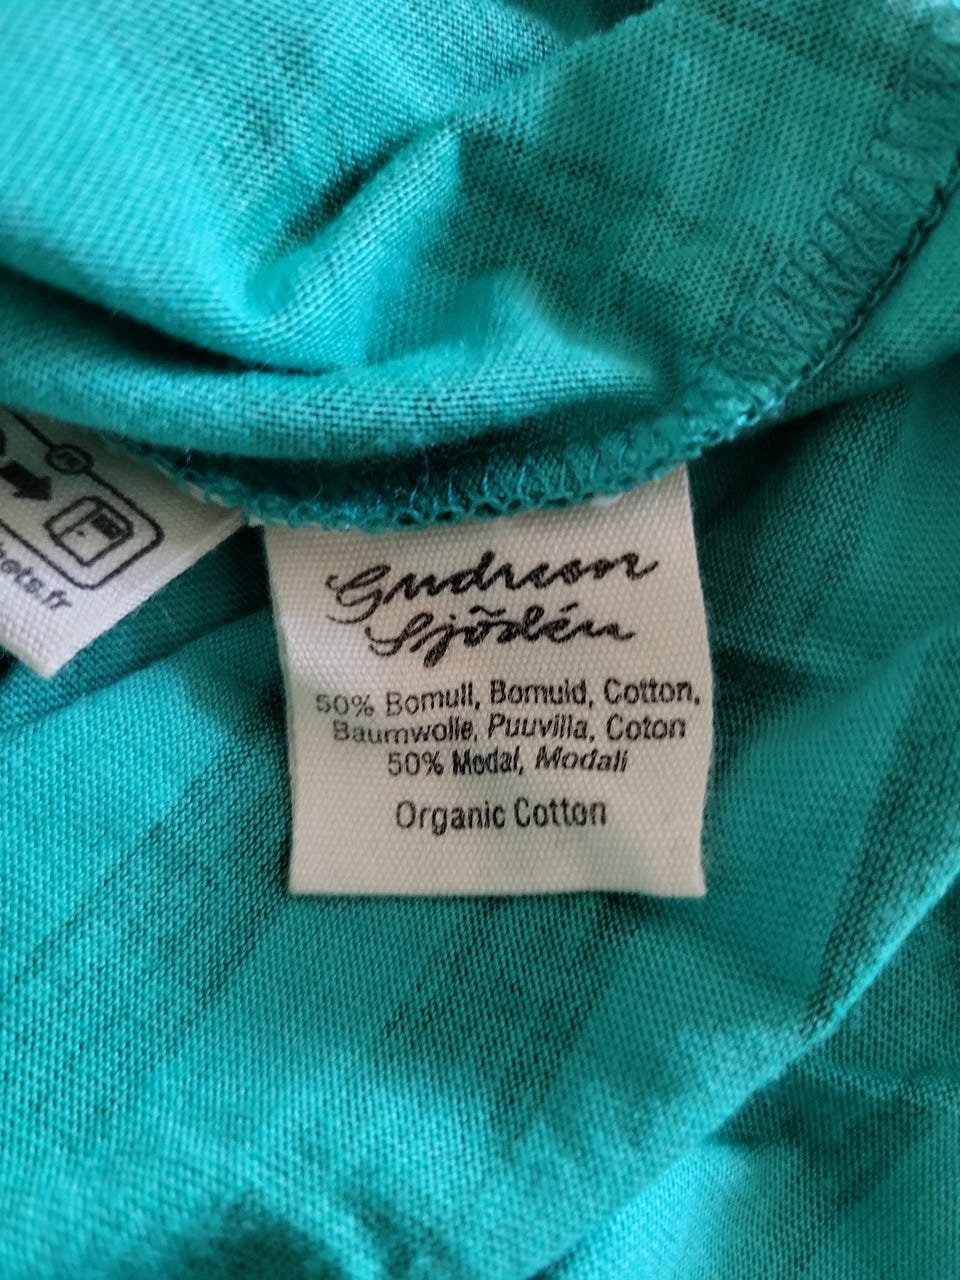 Gudrun
Sjödén
50% Bomull, Bomuld, Cotton,
Baumwolle, Puuvilla, Coton
50% Modal, Modali
Organic Cotton